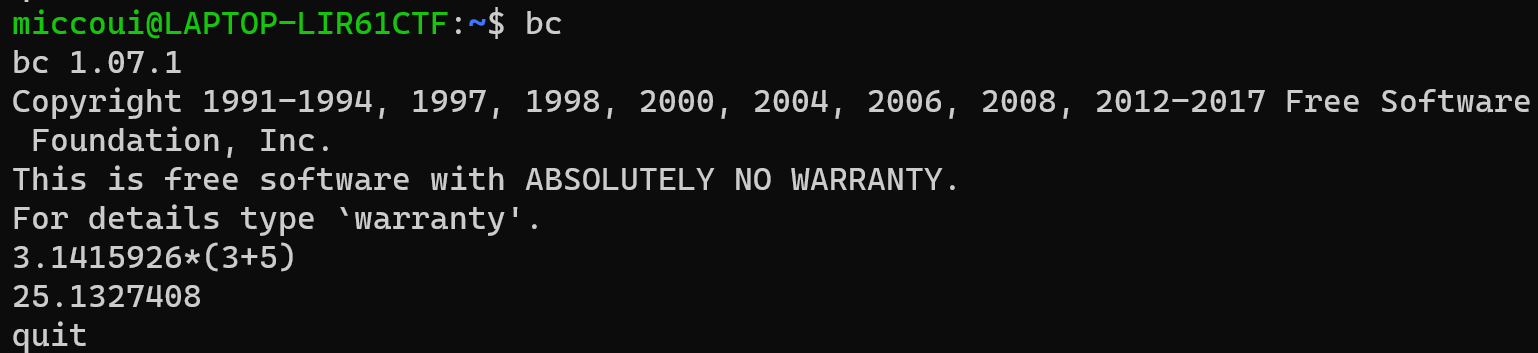 miccoui@LAPTOP-LIR61CTF:~$ bc
bc 1.07.1
Copyright 1991-1994, 1997, 1998, 2000, 2004, 2006, 2008, 2012-2017 Free Software
 Foundation, Inc.
This is free software with ABSOLUTELY NO WARRANTY.
For details type `warranty'.
3.1415926*(3+5)
25.1327408
quit